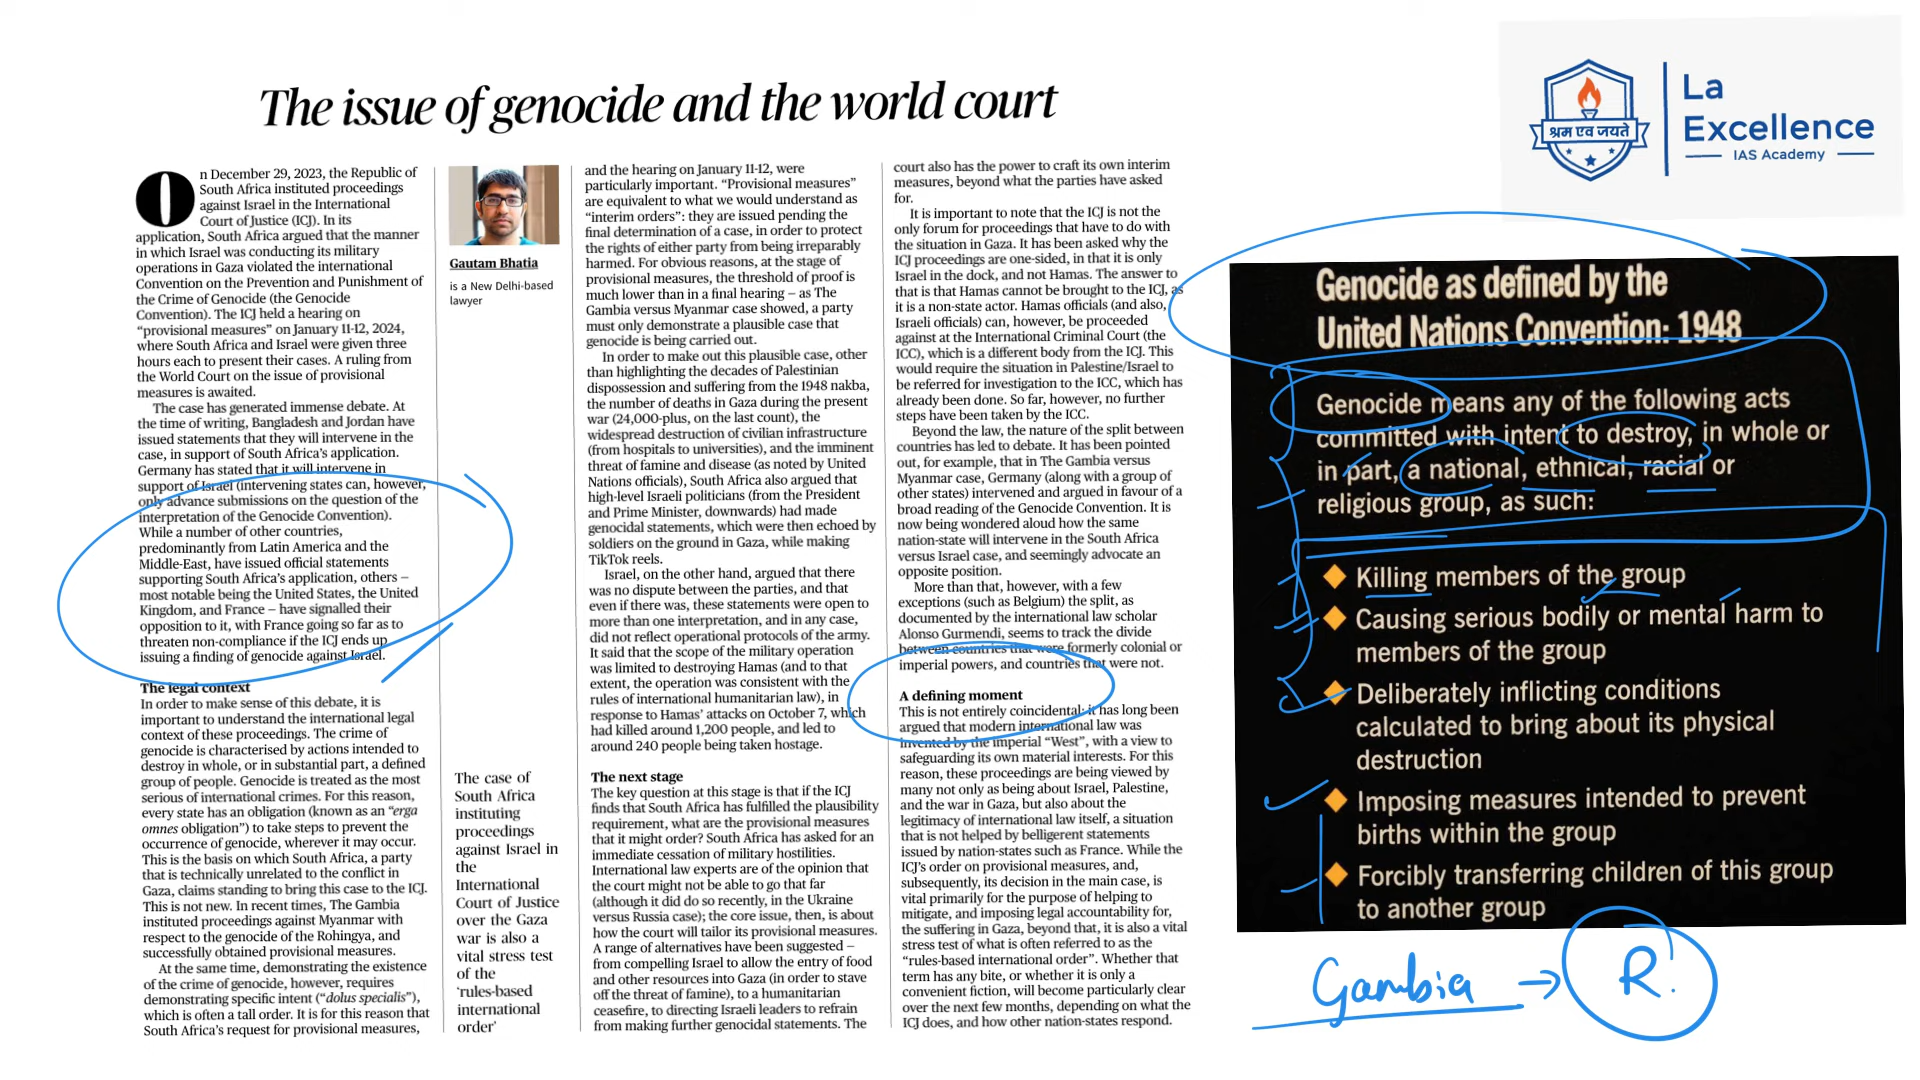 The issue of genocide and the world court
On December 29, 2023, the Republic of
South Africa instituted proceedings
against Israel in the International
Court of Justice (ICJ). In its
application, South Africa argued that the manner
in which Israel was conducting its military
operations in Gaza violated the international
Convention on the Prevention and Punishment of
the Crime of Genocide (the Genocide
Convention). The ICJ held a hearing on
“provisional measures” on January 11-12, 2024,
where South Africa and Israel were given three
hours each to present their cases. A ruling from
the World Court on the issue of provisional
measures is awaited.
The case has generated immense debate. At
the time of writing, Bangladesh and Jordan have
issued statements that they will intervene in the
case, in support of South Africa’s application.
Germany has stated that it will intervene in
support of Israel (intervening states can, however,
only advance submissions on the question of the
interpretation of the Genocide Convention).
While a number of other countries,
predominantly from Latin America and the
Middle-East, have issued official statements
supporting South Africa’s application, others –
most notable being the United States, the United
Kingdom, and France – have signalled their
opposition to it, with France going so far as to
threaten non-compliance if the ICJ ends up
issuing a finding of genocide against Israel.
The legal context
In order to make sense of this debate, it is
important to understand the international legal
context of these proceedings. The crime of
genocide is characterised by actions intended to
destroy in whole, or in substantial part, a defined
group of people. Genocide is treated as the most
serious of international crimes. For this reason,
every state has an obligation (known as an “erga
omnes obligation”) to take steps to prevent the
occurrence of genocide, wherever it may occur.
This is the basis on which South Africa, a party
that is technically unrelated to the conflict in
Gaza, claims standing to bring this case to the ICJ.
This is not new. In recent times, The Gambia
instituted proceedings against Myanmar with
respect to the genocide of the Rohingya, and
successfully obtained provisional measures.
At the same time, demonstrating the existence
of the crime of genocide, however, requires
demonstrating specific intent (“dolus specialis”),
which is often a tall order. It is for this reason that
South Africa’s request for provisional measures,
Gautam Bhatia
is a New Delhi-based
lawyer
The case of
South Africa
instituting
proceedings
against Israel in
the
International
Court of Justice
over the Gaza
war is also a
vital stress test
of the
‘rules-based
international
order’
and the hearing on January 11-12, were
particularly important. “Provisional measures”
are equivalent to what we would understand as
“interim orders”: they are issued pending the
final determination of a case, in order to protect
the rights of either party from being irreparably
harmed. For obvious reasons, at the stage of
provisional measures, the threshold of proof is
much lower than in a final hearing – as The
Gambia versus Myanmar case showed, a party
must only demonstrate a plausible case that
genocide is being carried out.
In order to make out this plausible case, other
than highlighting the decades of Palestinian
dispossession and suffering from the 1948 nakba,
the number of deaths in Gaza during the present
war (24,000-plus, on the last count), the
widespread destruction of civilian infrastructure
(from hospitals to universities), and the imminent
threat of famine and disease (as noted by United
Nations officials), South Africa also argued that
high-level Israeli politicians (from the President
and Prime Minister, downwards) had made
genocidal statements, which were then echoed by
soldiers on the ground in Gaza, while making
TikTok reels.
Israel, on the other hand, argued that there
was no dispute between the parties, and that
even if there was, these statements were open to
more than one interpretation, and in any case,
did not reflect operational protocols of the army.
It said that the scope of the military operation
was limited to destroying Hamas (and to that
extent, the operation was consistent with the
rules of international humanitarian law), in
response to Hamas’ attacks on October 7, which
had killed around 1,200 people, and led to
around 240 people being taken hostage.
The next stage
The key question at this stage is that if the ICJ
finds that South Africa has fulfilled the plausibility
requirement, what are the provisional measures
that it might order? South Africa has asked for an
immediate cessation of military hostilities.
International law experts are of the opinion that
the court might not be able to go that far
(although it did do so recently, in the Ukraine
versus Russia case); the core issue, then, is about
how the court will tailor its provisional measures.
A range of alternatives have been suggested –
from compelling Israel to allow the entry of food
and other resources into Gaza (in order to stave
off the threat of famine), to a humanitarian
ceasefire, to directing Israeli leaders to refrain
from making further genocidal statements. The
court also has the power to craft its own interim
measures, beyond what the parties have asked
for.
It is important to note that the ICJ is not the
only forum for proceedings that have to do with
the situation in Gaza. It has been asked why the
ICJ proceedings are one-sided, in that it is only
Israel in the dock, and not Hamas. The answer to
that is that Hamas cannot be brought to the ICJ, as
it is a non-state actor. Hamas officials (and also,
Israeli officials) can, however, be proceeded
against at the International Criminal Court (the
ICC), which is a different body from the ICJ. This
would require the situation in Palestine/Israel to
be referred for investigation to the ICC, which has
already been done. So far, however, no further
steps have been taken by the ICC.
Beyond the law, the nature of the split between
countries has led to debate. It has been pointed
out, for example, that in The Gambia versus
Myanmar case, Germany (along with a group of
other states) intervened and argued in favour of a
broad reading of the Genocide Convention. It is
now being wondered aloud how the same
nation-state will intervene in the South Africa
versus Israel case, and seemingly advocate an
opposite position.
More than that, however, with a few
exceptions (such as Belgium) the split, as
documented by the international law scholar
Alonso Gurmendi, seems to track the divide
between countries that were formerly colonial or
imperial powers, and countries that were not.
A defining moment
This is not entirely coincidental: it has long been
argued that modern international law was
invented by the imperial “West”, with a view to
safeguarding its own material interests. For this
reason, these proceedings are being viewed by
many not only as being about Israel, Palestine,
and the war in Gaza, but also about the
legitimacy of international law itself, a situation
that is not helped by belligerent statements
issued by nation-states such as France. While the
ICJ’s order on provisional measures, and,
subsequently, its decision in the main case, is
vital primarily for the purpose of helping to
mitigate, and imposing legal accountability for,
the suffering in Gaza, beyond that, it is also a vital
stress test of what is often referred to as the
“rules-based international order”. Whether that
term has any bite, or whether it is only a
convenient fiction, will become particularly clear
over the next few months, depending on what the
ICJ does, and how other nation-states respond.
श्रम एव जयते
La
Excellence
IAS Academy
Genocide as defined by the
United Nations Convention: 1948
Genocide means any of the following acts
committed with intent to destroy, in whole or
in part, a national, ethnical, racial or
religious group, as such:
Killing members of the group
Causing serious bodily or mental harm to
members of the group
Deliberately inflicting conditions
calculated to bring about its physical
destruction
Imposing measures intended to prevent
births within the group
Forcibly transferring children of this group
to another group
Gambia → R.